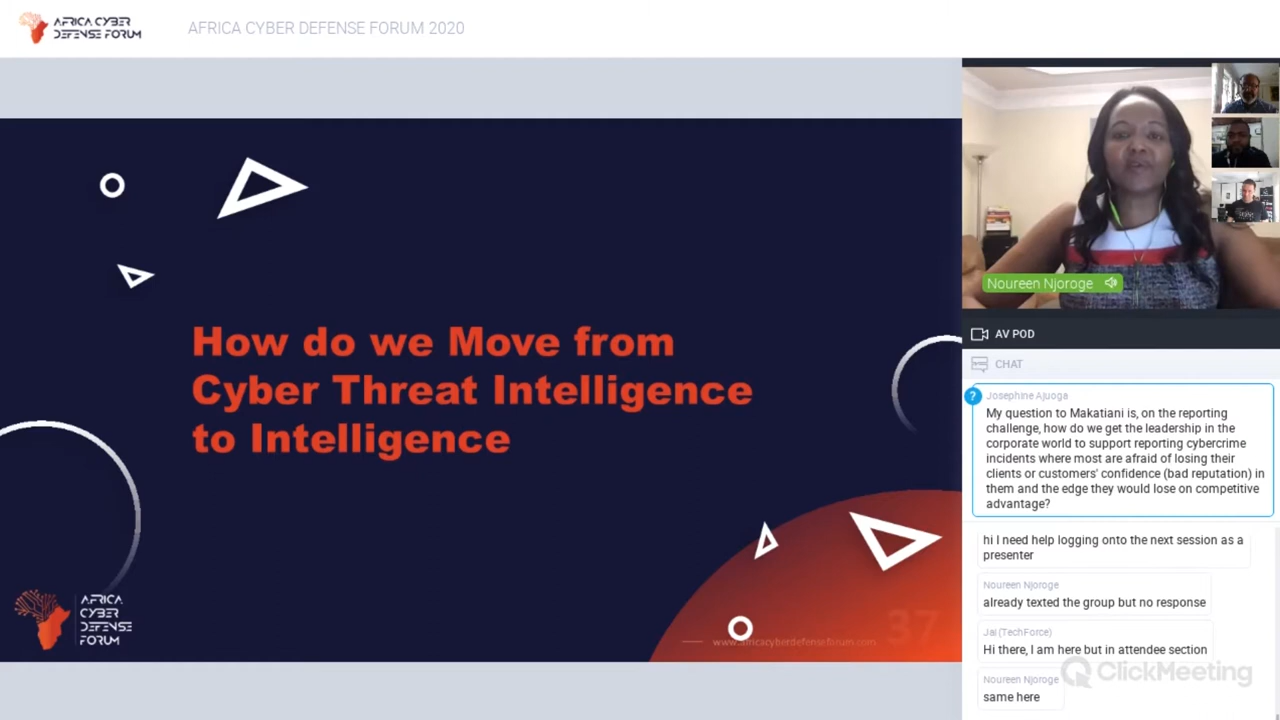 AFRICA CYBER
DEFENSE FORUM
AFRICA CYBER DEFENSE FORUM 2020
How do we Move from
Cyber Threat Intelligence
to Intelligence
AFRICA
CYBER
DEFENSE
FORUM
37
www.africacyberdefenseforum.com
Noureen Njoroge
AV POD
CHAT
?
Josephine Ajuoga
My question to Makatiani is, on the reporting
challenge, how do we get the leadership in the
corporate world to support reporting cybercrime
incidents where most are afraid of losing their
clients or customers' confidence (bad reputation) in
them and the edge they would lose on competitive
advantage?
hi I need help logging onto the next session as a
presenter
Noureen Njoroge
already texted the group but no response
Jai (TechForce)
Hi there, I am here but in attendee section
Noureen Njoroge
same here
ClickMeeting